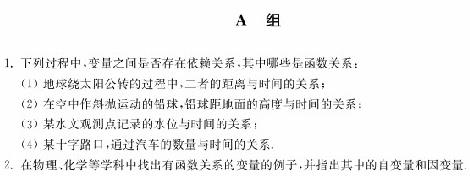 A 组
1. 下列过程中,变量之间是否存在依赖关系,其中哪些是函数关系:
(1) 地球绕太阳公转的过程中,二者的距离与时间的关系;
(2) 在空中作斜抛运动的铅球,铅球距地面的高度与时间的关系;
(3) 某水文观测点记录的水位与时间的关系;
(4) 某十字路口,通过汽车的数量与时间的关系.
2. 在物理、化学等学科中找出有函数关系的变量的例子,并指出其中的自变量和因变量.